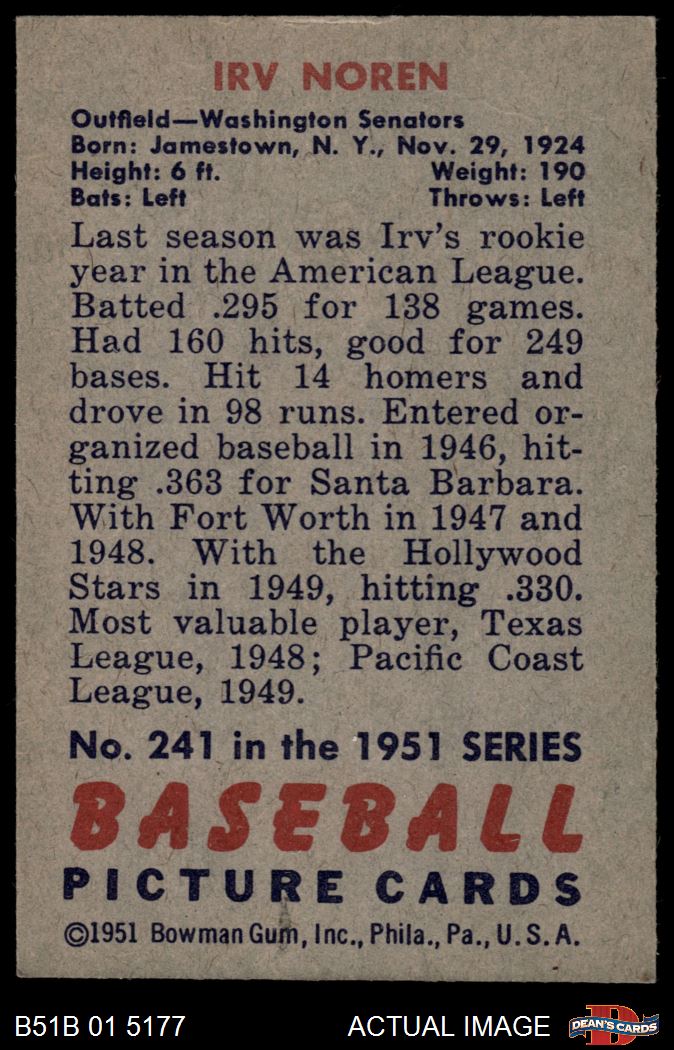 IRV NOREN
Outfield—Washington Senators
Born: Jamestown, N. Y., Nov. 29, 1924
Height: 6 ft. Weight: 190
Bats: Left Throws: Left
Last season was Irv's rookie
year in the American League.
Batted .295 for 138 games.
Had 160 hits, good for 249
bases. Hit 14 homers and
drove in 98 runs. Entered or-
ganized baseball in 1946, hit-
ting .363 for Santa Barbara.
With Fort Worth in 1947 and
1948. With the Hollywood
Stars in 1949, hitting .330.
Most valuable player, Texas
League, 1948; Pacific Coast
League, 1949.
No. 241 in the 1951 SERIES
BASEBALL
PICTURE CARDS
©1951 Bowman Gum, Inc., Phila., Pa., U. S. A.
B51B 01 5177 ACTUAL IMAGE
D
DEAN'S CARDS